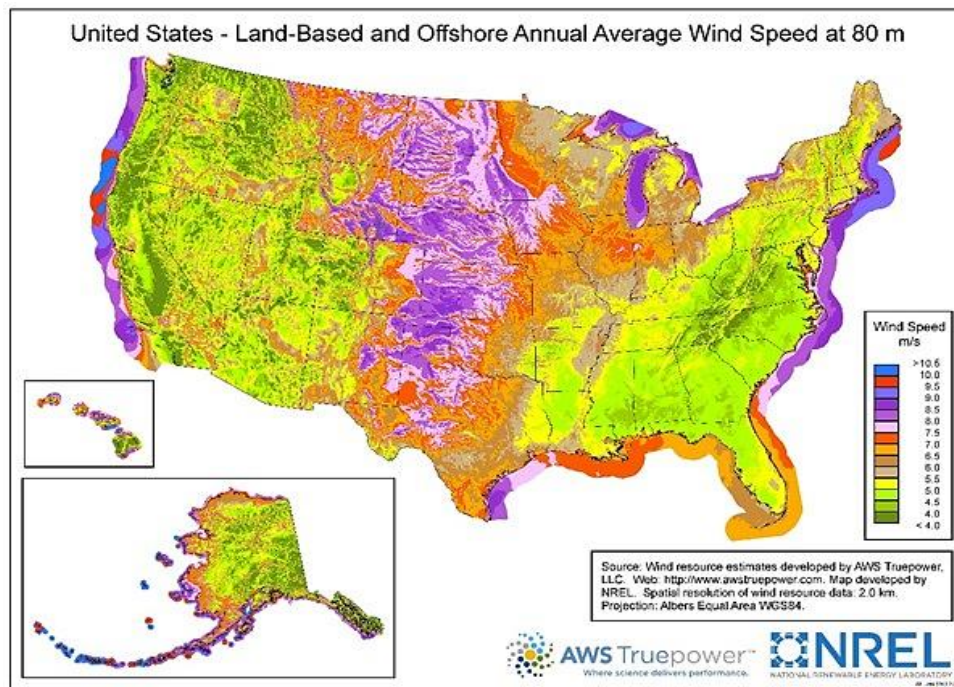 United States - Land-Based and Offshore Annual Average Wind Speed at 80 m
Wind Speed
m/s
>10.5
10.0
9.5
9.0
8.5
8.0
7.5
7.0
6.5
6.0
5.5
5.0
4.5
4.0
< 4.0
Source: Wind resource estimates developed by AWS Truepower,
LLC. Web: http://www.awstruepower.com. Map developed by
NREL. Spatial resolution of wind resource data: 2.0 km.
Projection: Albers Equal Area WGS84.
AWS Truepower™
Where science delivers performance.
NREL
NATIONAL RENEWABLE ENERGY LABORATORY